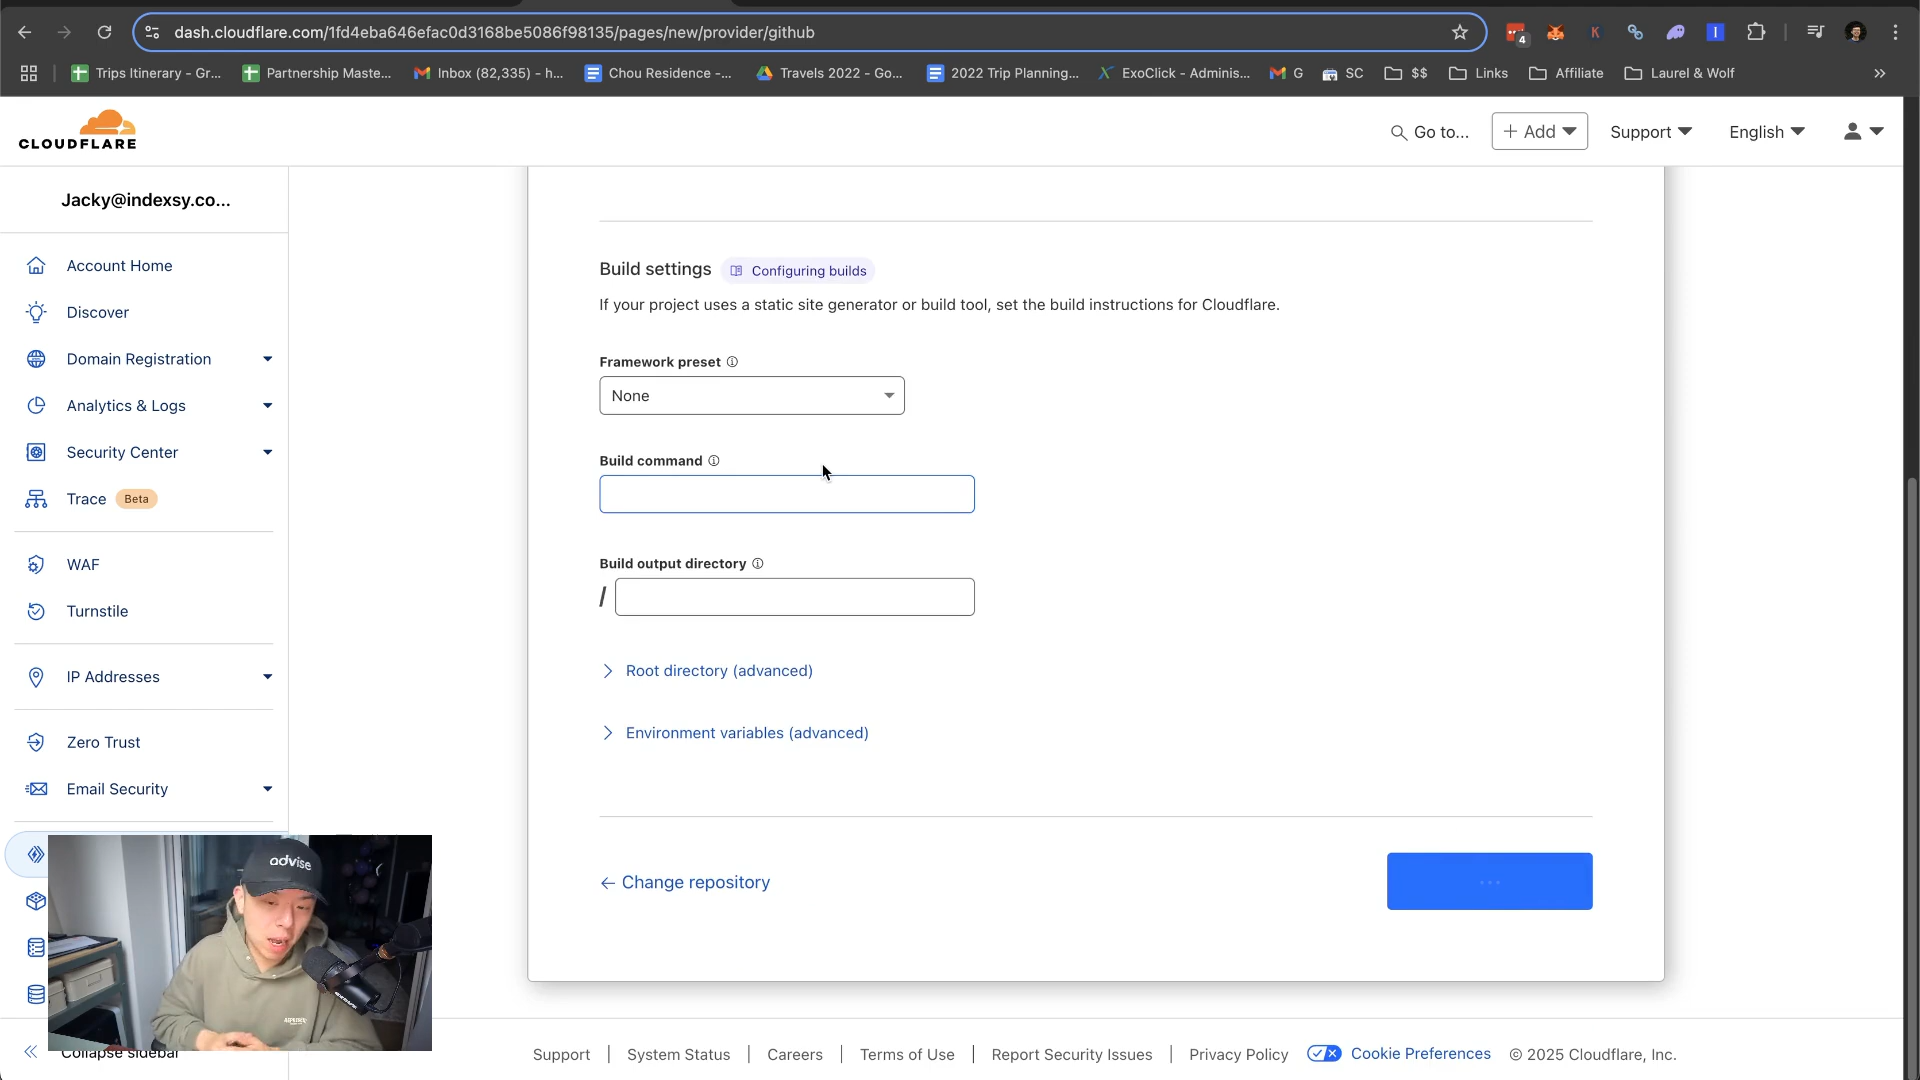 dash.cloudflare.com/1fd4eba646efac0d3168be5086f98135/pages/new/provider/github
4
K
I
Trips Itinerary - Gr...
Partnership Maste...
Inbox (82,335) - h...
Chou Residence -...
Travels 2022 - Go...
2022 Trip Planning...
ExoClick - Adminis...
G
SC
$$
Links
Affiliate
Laurel & Wolf
CLOUDFLARE
Go to...
+ Add
Support
English
Jacky@indexsy.co...
Account Home
Discover
Domain Registration
Analytics & Logs
Security Center
Trace Beta
WAF
Turnstile
IP Addresses
Zero Trust
Email Security
Collapse sidebar
Build settings
Configuring builds
If your project uses a static site generator or build tool, set the build instructions for Cloudflare.
Framework preset
None
Build command
Build output directory
/
Root directory (advanced)
Environment variables (advanced)
← Change repository
...
advise
Support
System Status
Careers
Terms of Use
Report Security Issues
Privacy Policy
Cookie Preferences
© 2025 Cloudflare, Inc.